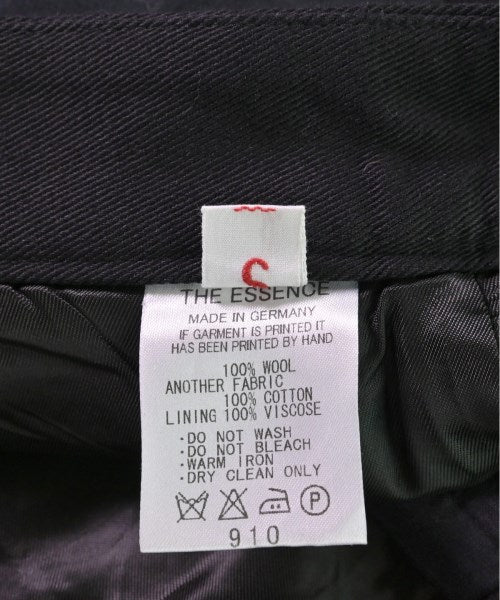 S
THE ESSENCE
MADE IN GERMANY
IF GARMENT IS PRINTED IT
HAS BEEN PRINTED BY HAND
100% WOOL
ANOTHER FABRIC
100% COTTON
LINING 100% VISCOSE
·DO NOT WASH
·DO NOT BLEACH
·WARM IRON
·DRY CLEAN ONLY
P
910